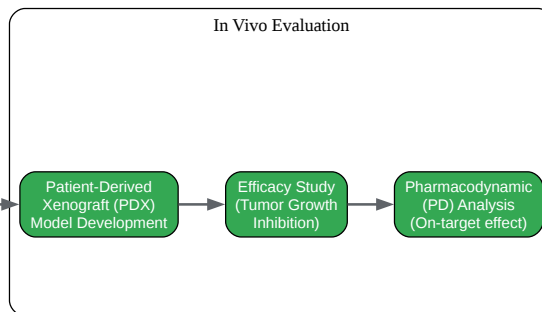 In Vivo Evaluation
Patient-Derived
Xenograft (PDX)
Model Development
Efficacy Study
(Tumor Growth
Inhibition)
Pharmacodynamic
(PD) Analysis
(On-target effect)